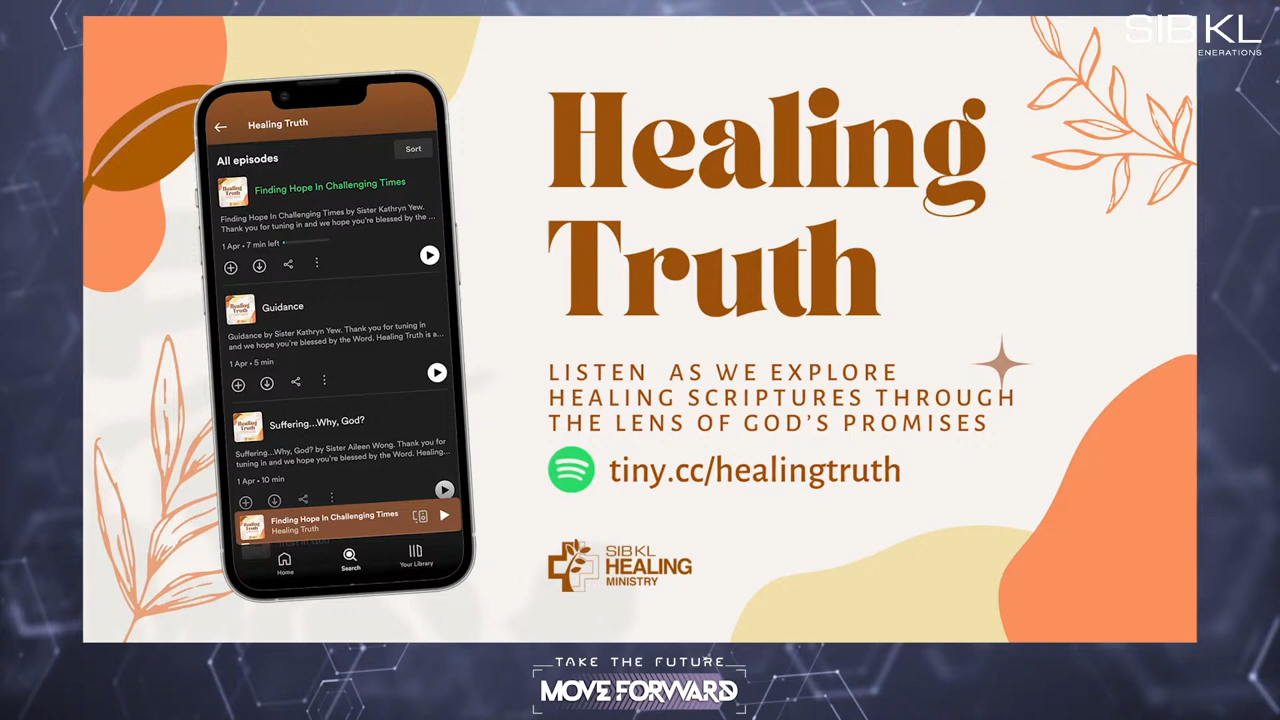 SIB KL
ENERATIONS
Healing Truth
All episodes
Sort
Finding Hope In Challenging Times
Finding Hope In Challenging Times by Sister Kathryn Yew.
Thank you for tuning in and we hope you're blessed by the ...
1 Apr • 7 min left
Guidance
Guidance by Sister Kathryn Yew. Thank you for tuning in
and we hope you're blessed by the Word. Healing Truth is a...
1 Apr • 5 min
Suffering...Why, God?
Suffering...Why, God? by Sister Aileen Wong. Thank you for
tuning in and we hope you're blessed by the Word. Healing...
1 Apr • 10 min
Finding Hope In Challenging Times
Healing Truth
Trust in God
Home
Search
Your Library
Healing
Truth
LISTEN AS WE EXPLORE
HEALING SCRIPTURES THROUGH
THE LENS OF GOD'S PROMISES
tiny.cc/healingtruth
SIB KL
HEALING
MINISTRY
TAKE THE FUTURE
MOVE FORWARD